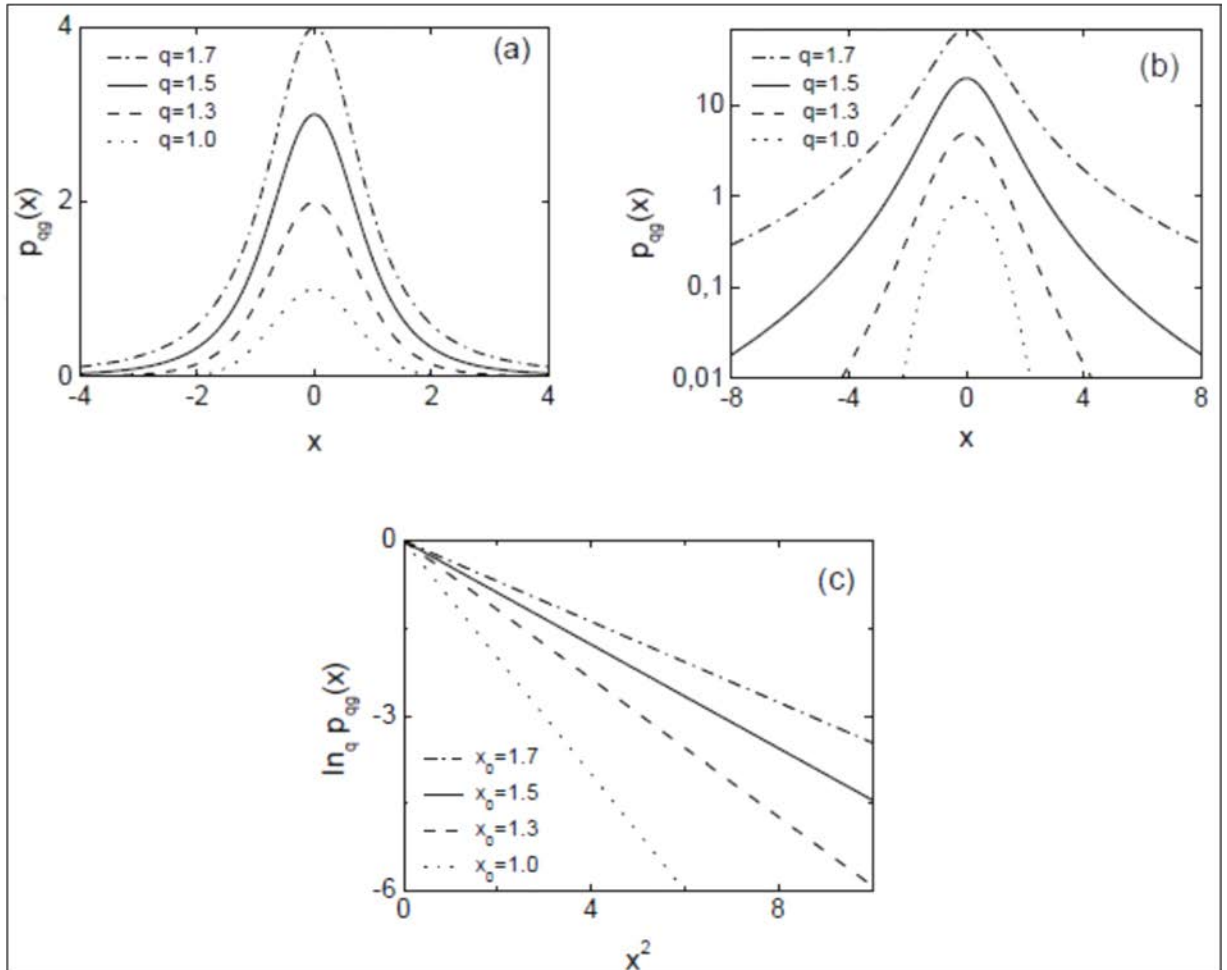 (a)
q=1.7
q=1.5
q=1.3
q=1.0
4
2
0
-4 -2 0 2 4
p_qg(x)
x
(b)
q=1.7
q=1.5
q=1.3
q=1.0
10
1
0,1
0,01
-8 -4 0 4 8
p_qg(x)
x
(c)
0
-3
-6
x_0=1.7
x_0=1.5
x_0=1.3
x_0=1.0
0 4 8
ln_q p_qg(x)
x^2